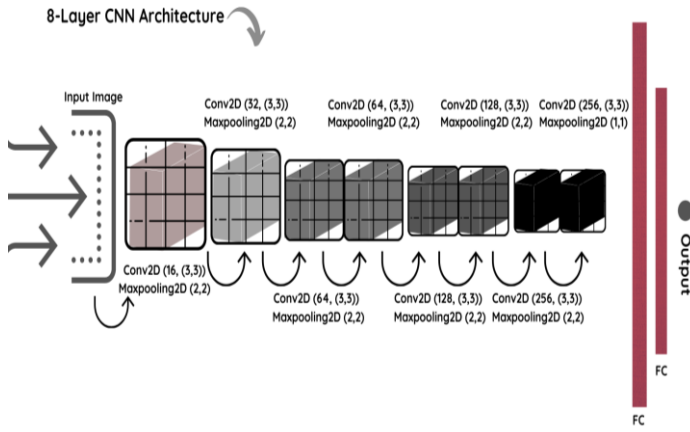 8-Layer CNN Architecture
Input Image
Conv2D (16, (3,3))
Maxpooling2D (2,2)
Conv2D (32, (3,3))
Maxpooling2D (2,2)
Conv2D (64, (3,3))
Maxpooling2D (2,2)
Conv2D (64, (3,3))
Maxpooling2D (2,2)
Conv2D (128, (3,3))
Maxpooling2D (2,2)
Conv2D (128, (3,3))
Maxpooling2D (2,2)
Conv2D (256, (3,3))
Maxpooling2D (2,2)
Conv2D (256, (3,3))
Maxpooling2D (1,1)
FC
FC
Output